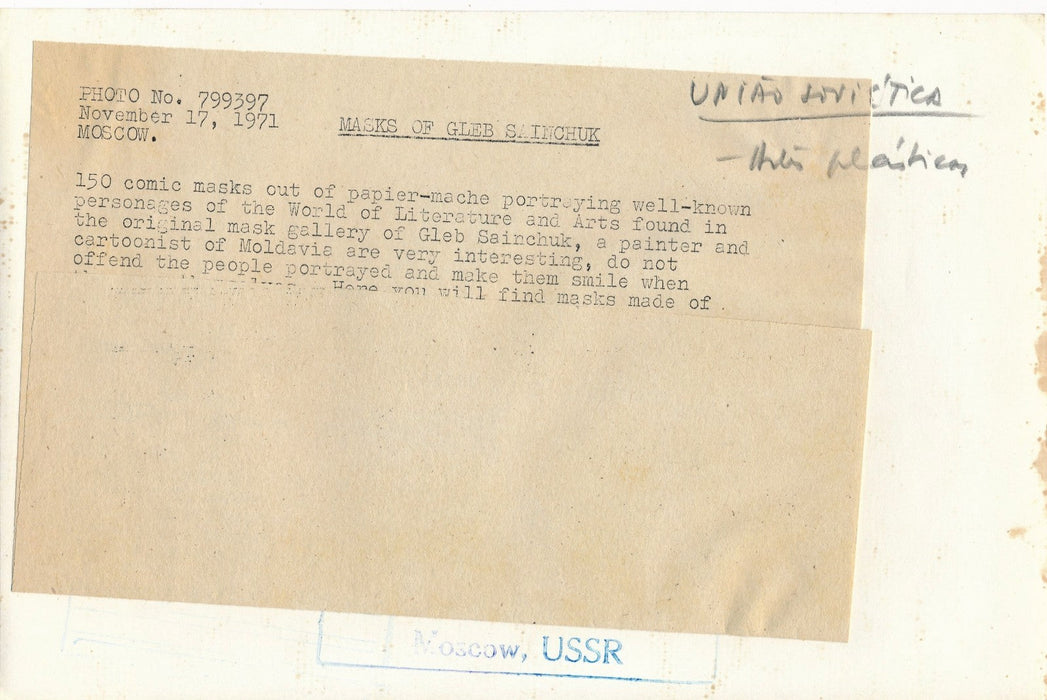 PHOTO No. 799397
November 17, 1971
MOSCOW.
MASKS OF GLEB SAINCHUK
UNIÃO SOVIÉTICA
- Artes plásticas
150 comic masks out of papier-mache portraying well-known
personages of the World of Literature and Arts found in
the original mask gallery of Gleb Sainchuk, a painter and
cartoonist of Moldavia are very interesting, do not
offend the people portrayed and make them smile when
Here you will find masks made of
Moscow, USSR